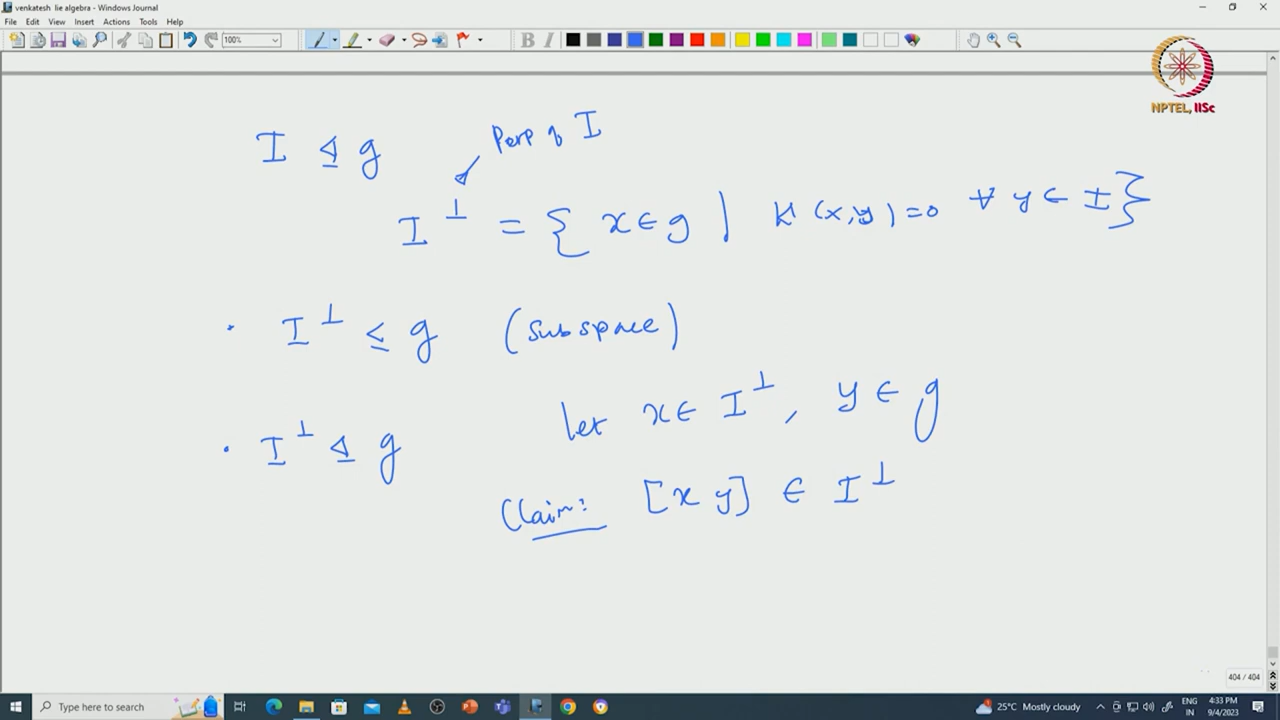 venkatesh lie algebra - Windows Journal
File Edit View Insert Actions Tools Help
100%
B I
NPTEL, IISc
I ⊴ g
Perp of I
I^⊥ = { x ∈ g | K(x,y) = 0 ∀ y ∈ I }
• I^⊥ ≤ g (subspace)
• I^⊥ ⊴ g
let x ∈ I^⊥, y ∈ g
Claim: [x y] ∈ I^⊥
404 / 404
Type here to search
25°C Mostly cloudy
ENG
IN
4:33 PM
9/4/2023